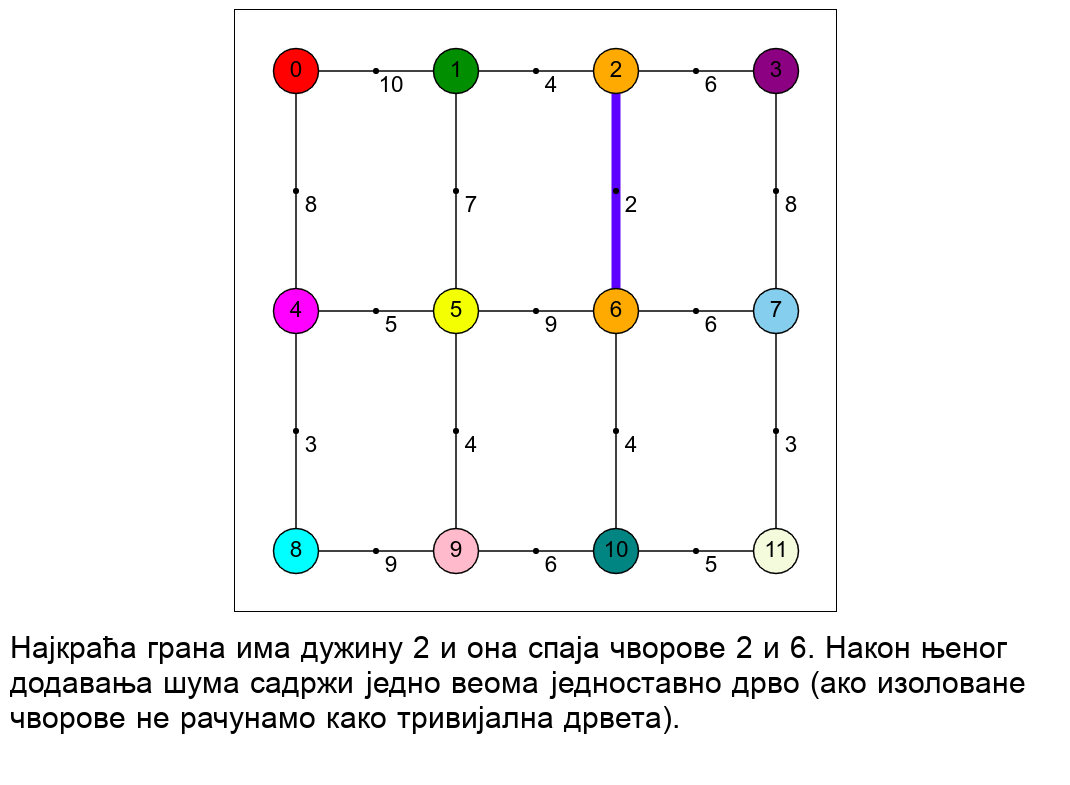 0 1 2 3
10 4 6
8 7 2 8
4 5 6 7
5 9 6
3 4 4 3
8 9 10 11
9 6 5
Најкраћа грана има дужину 2 и она спаја чворове 2 и 6. Након њеног
додавања шума садржи једно веома једноставно дрво (ако изоловане
чворове не рачунамо како тривијална дрвета).